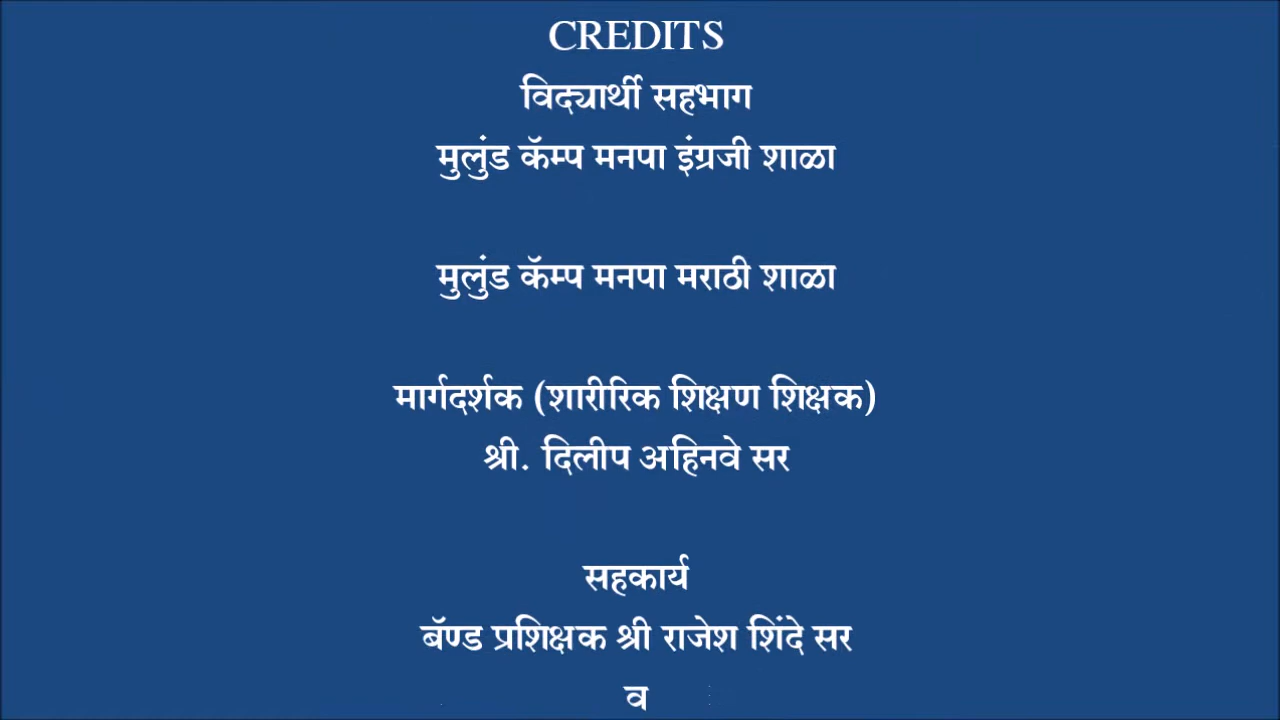 CREDITS
विद्यार्थी सहभाग
मुलुंड कॅम्प मनपा इंग्रजी शाळा
मुलुंड कॅम्प मनपा मराठी शाळा
मार्गदर्शक (शारीरिक शिक्षण शिक्षक)
श्री. दिलीप अहिनवे सर
सहकार्य
बॅण्ड प्रशिक्षक श्री राजेश शिंदे सर
व